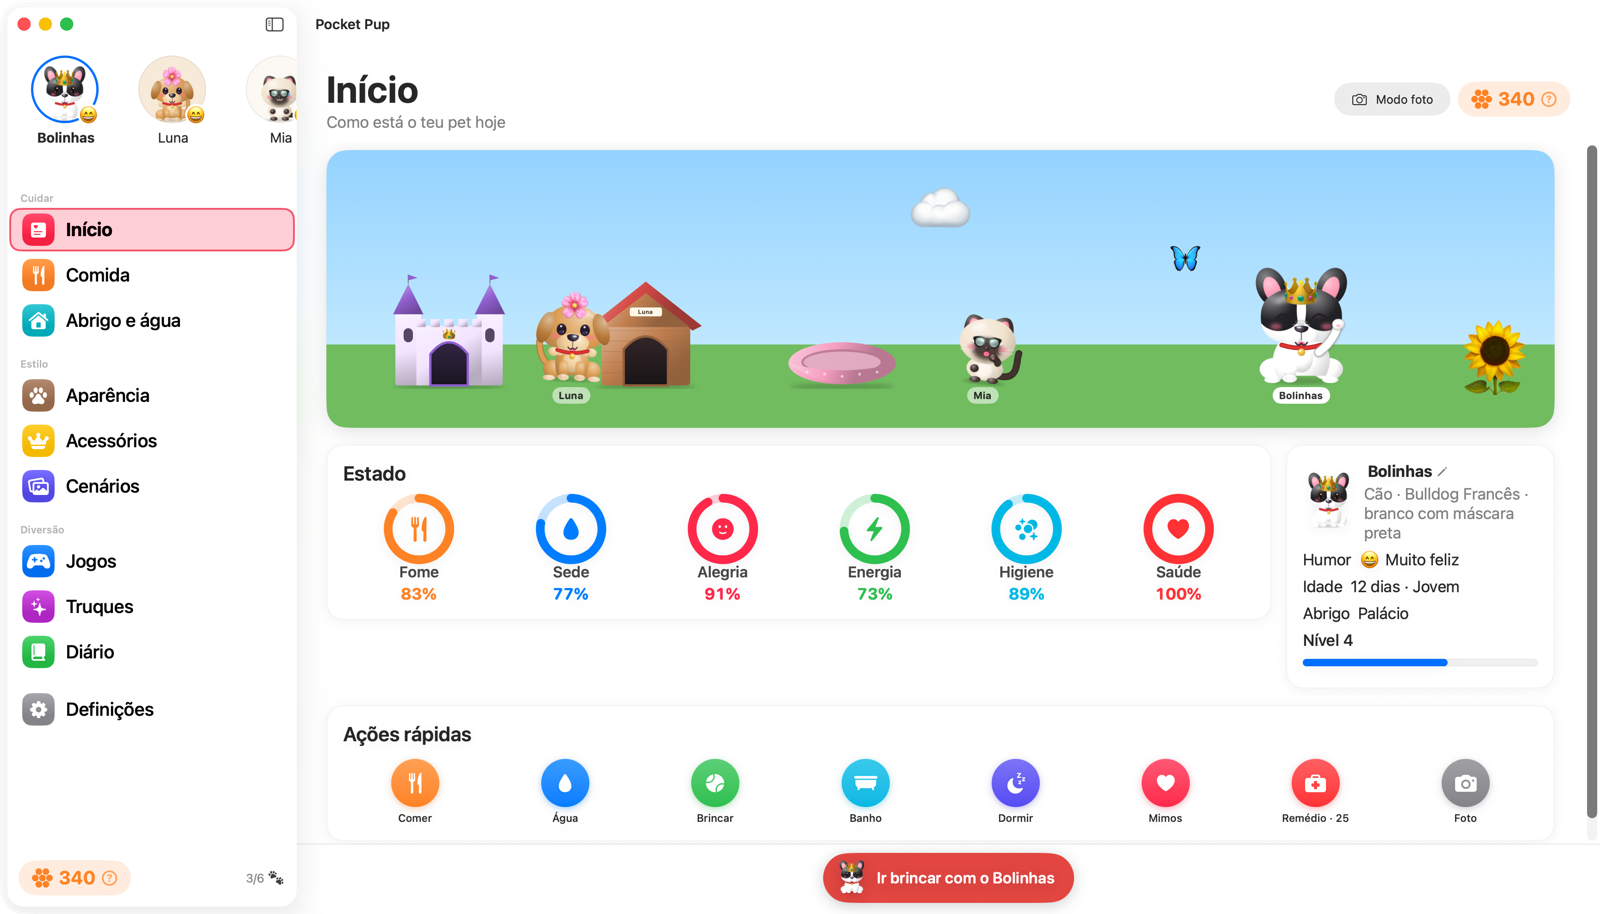 Pocket Pup
Bolinhas
Luna
Mia
Cuidar
Início
Comida
Abrigo e água
Estilo
Aparência
Acessórios
Cenários
Diversão
Jogos
Truques
Diário
Definições
340
3/6
Início
Como está o teu pet hoje
Modo foto
340
Luna
Luna
Mia
Bolinhas
Estado
Fome
83%
Sede
77%
Alegria
91%
Energia
73%
Higiene
89%
Saúde
100%
Bolinhas
Cão · Bulldog Francês ·
branco com máscara
preta
Humor 😄 Muito feliz
Idade 12 dias · Jovem
Abrigo Palácio
Nível 4
Ações rápidas
Comer
Água
Brincar
Banho
Dormir
Mimos
Remédio · 25
Foto
Ir brincar com o Bolinhas